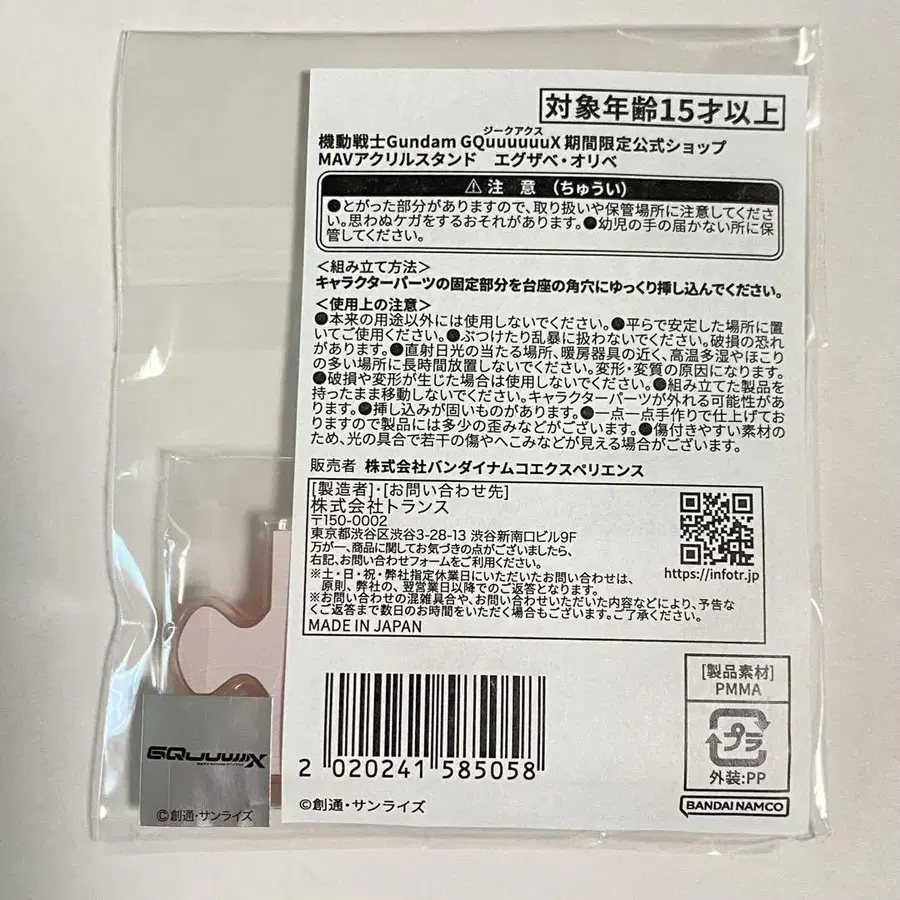 対象年齢15才以上
ジークアクス
機動戦士Gundam GQuuuuuuX 期間限定公式ショップ
MAVアクリルスタンド　エグザベ・オリベ
⚠注　意（ちゅうい）
●とがった部分がありますので、取り扱いや保管場所に注意してくださ
い。思わぬケガをするおそれがあります。●幼児の手の届かない所に保
管してください。
＜組み立て方法＞
キャラクターパーツの固定部分を台座の角穴にゆっくり挿し込んでください。
＜使用上の注意＞
●本来の用途以外には使用しないでください。●平らで安定した場所に置
いてご使用ください。●ぶつけたり乱暴に扱わないでください。破損の恐れ
があります。●直射日光の当たる場所、暖房器具の近く、高温多湿やほこり
の多い場所に長時間放置しないでください。変形・変質の原因になります。
●破損や変形が生じた場合は使用しないでください。●組み立てた製品を
持ったまま移動しないでください。キャラクターパーツが外れる可能性があ
ります。●挿し込みが固いものがあります。●一点一点手作りで仕上げてお
りますので製品には多少の歪みなどがございます。●傷付きやすい素材の
ため、光の具合で若干の傷やへこみなどが見える場合がございます。
販売者 株式会社バンダイナムコエクスペリエンス
[製造者]・[お問い合わせ先]
株式会社トランス
〒150-0002
東京都渋谷区渋谷3-28-13 渋谷新南口ビル9F
万が一、商品に関してお気づきの点がございましたら、
右記、お問い合わせフォームをご利用ください。
※土・日・祝・弊社指定休業日にいただいたお問い合わせは、
原則、弊社の、翌営業日以降でのご返答となります。
※お問い合わせの混雑具合や、お問い合わせいただいた内容などにより、予告な
くご返答まで数日のお時間をいただく場合もございます。ご了承ください。
MADE IN JAPAN
https://infotr.jp
[製品素材]
PMMA
プラ
外装:PP
BANDAI NAMCO
2 020241 585058
©創通・サンライズ
GQuuuuuuX
©創通・サンライズ